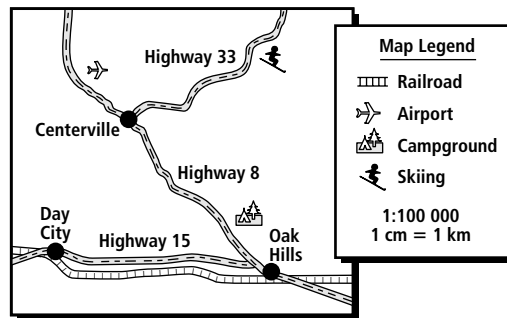 Highway 33
Centerville
Highway 8
Day
City
Highway 15
Oak
Hills
Map Legend
Railroad
Airport
Campground
Skiing
1:100 000
1 cm = 1 km